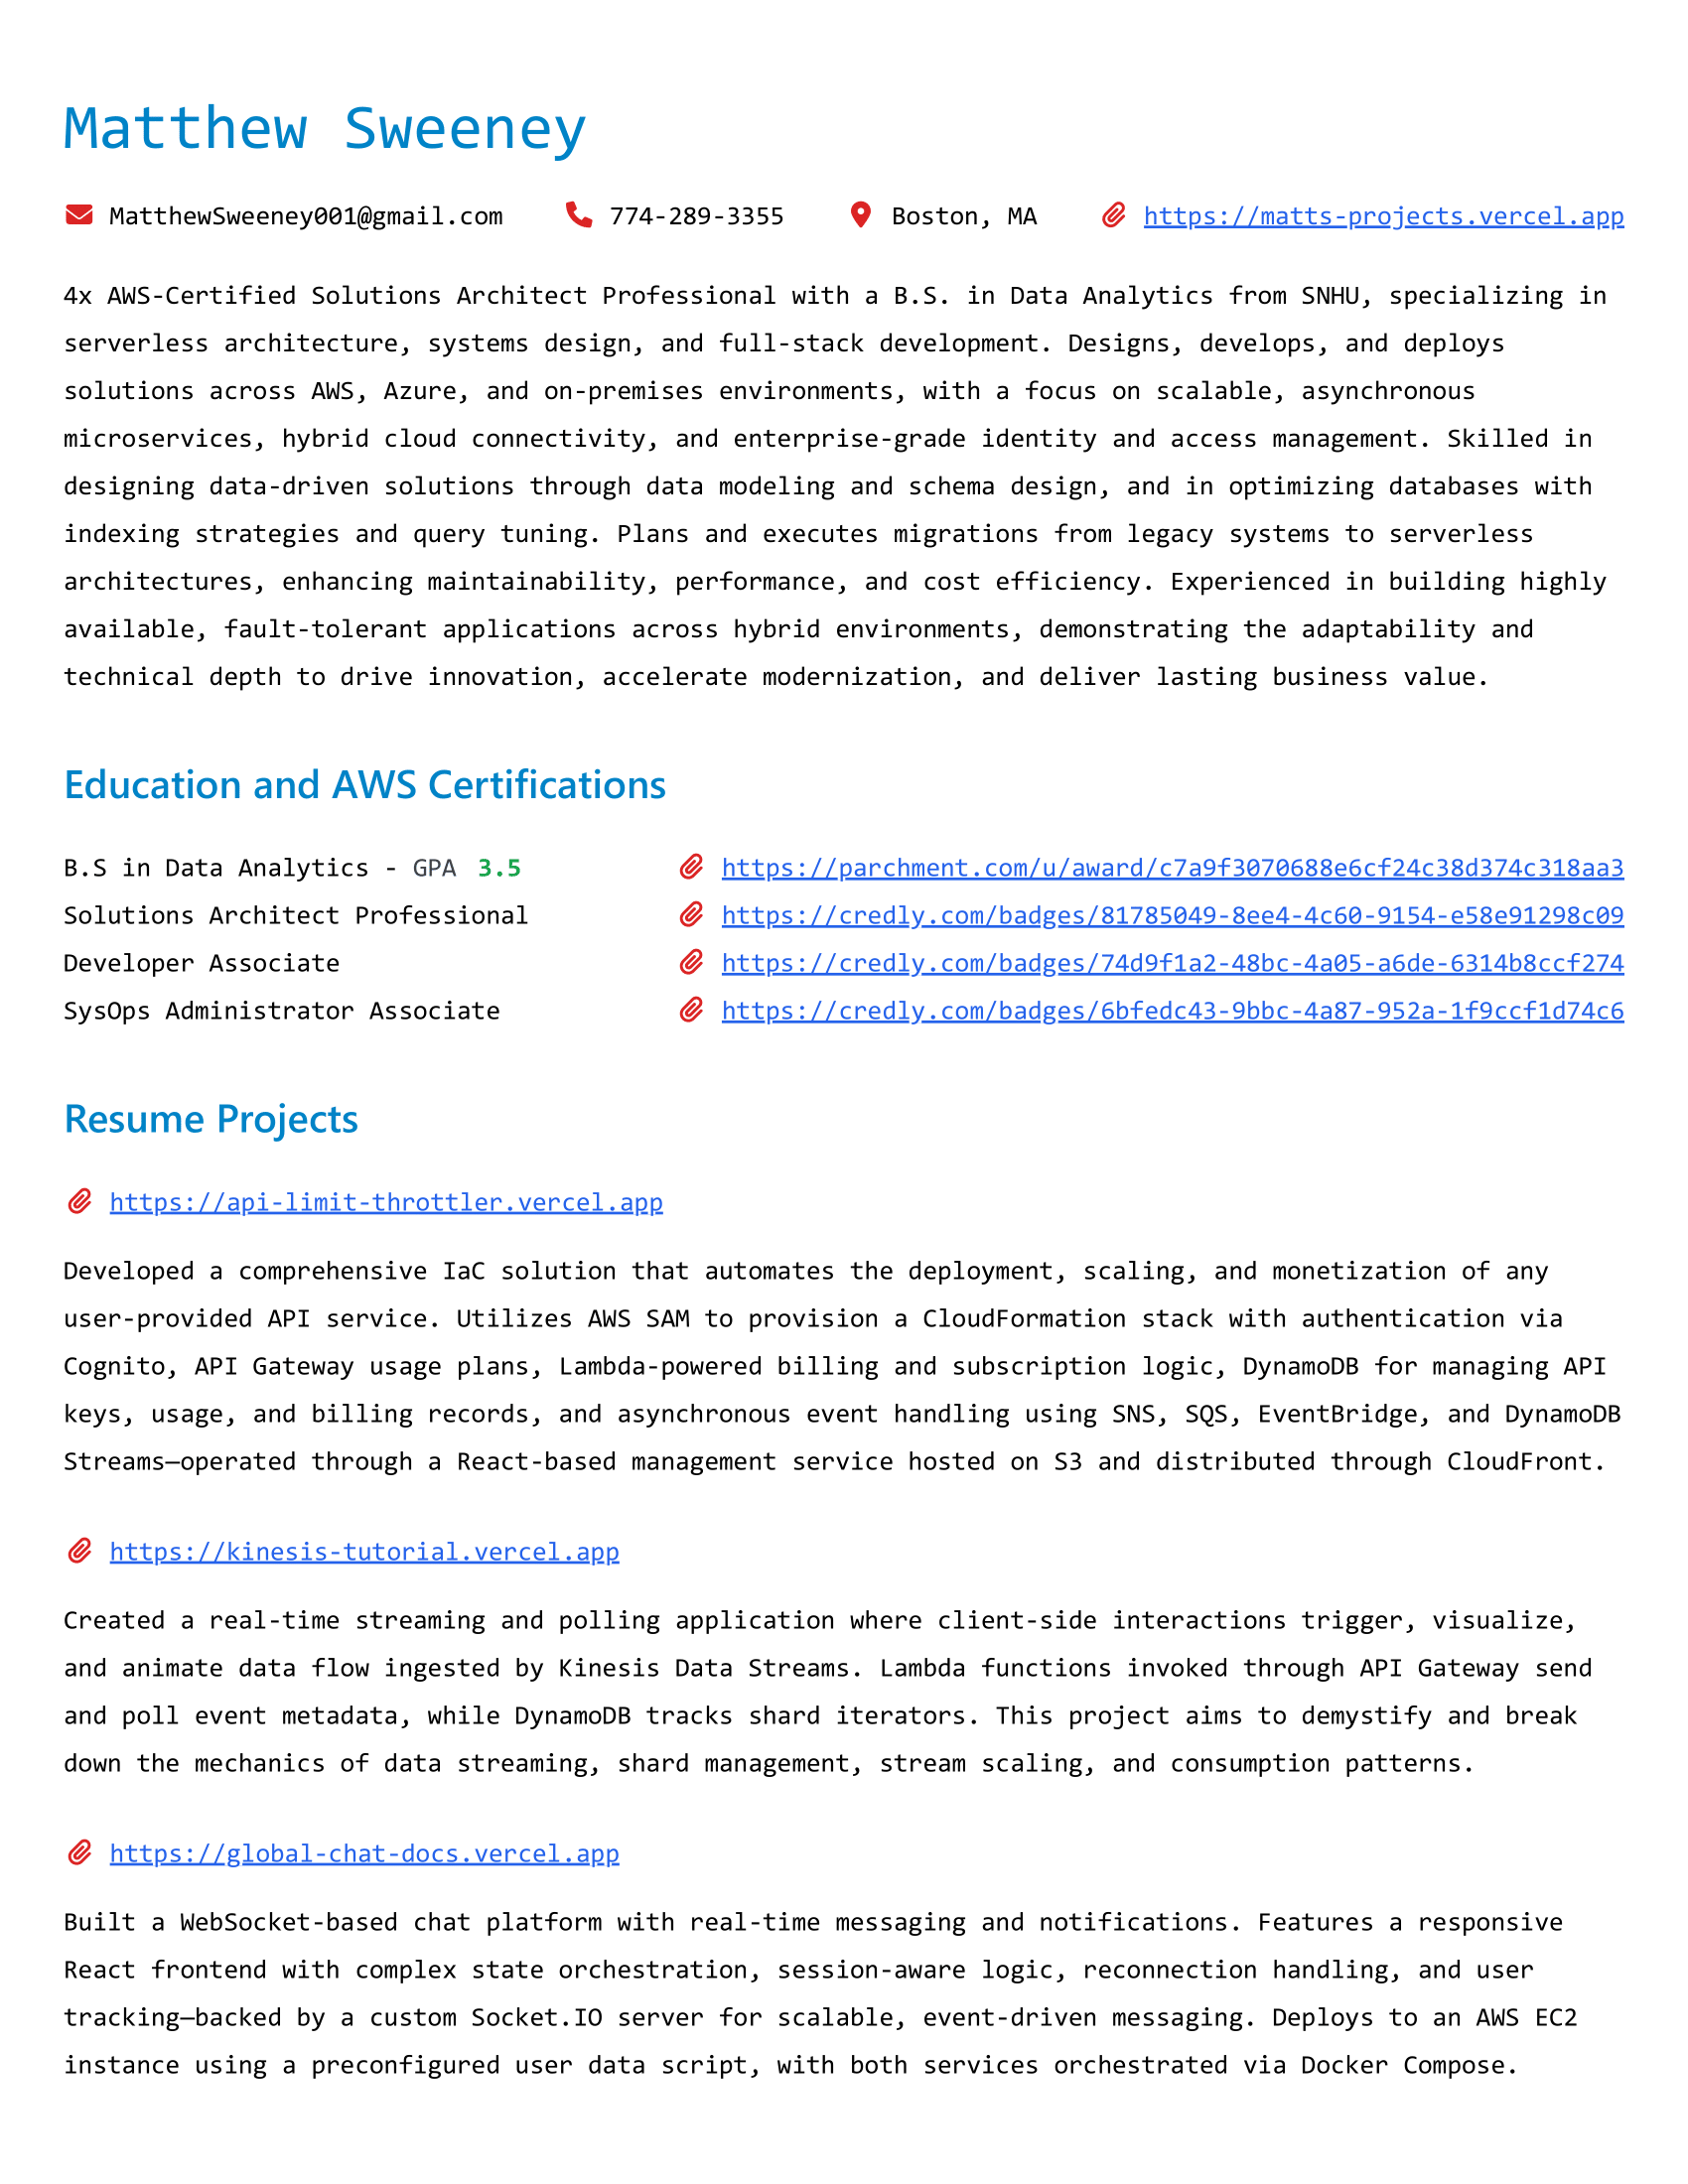 Matthew Sweeney
MatthewSweeney001@gmail.com 774-289-3355 Boston, MA https://matts-projects.vercel.app
4x AWS-Certified Solutions Architect Professional with a B.S. in Data Analytics from SNHU, specializing in
serverless architecture, systems design, and full-stack development. Designs, develops, and deploys
solutions across AWS, Azure, and on-premises environments, with a focus on scalable, asynchronous
microservices, hybrid cloud connectivity, and enterprise-grade identity and access management. Skilled in
designing data-driven solutions through data modeling and schema design, and in optimizing databases with
indexing strategies and query tuning. Plans and executes migrations from legacy systems to serverless
architectures, enhancing maintainability, performance, and cost efficiency. Experienced in building highly
available, fault-tolerant applications across hybrid environments, demonstrating the adaptability and
technical depth to drive innovation, accelerate modernization, and deliver lasting business value.
Education and AWS Certifications
B.S in Data Analytics - GPA 3.5 https://parchment.com/u/award/c7a9f3070688e6cf24c38d374c318aa3
Solutions Architect Professional https://credly.com/badges/81785049-8ee4-4c60-9154-e58e91298c09
Developer Associate https://credly.com/badges/74d9f1a2-48bc-4a05-a6de-6314b8ccf274
SysOps Administrator Associate https://credly.com/badges/6bfedc43-9bbc-4a87-952a-1f9ccf1d74c6
Resume Projects
https://api-limit-throttler.vercel.app
Developed a comprehensive IaC solution that automates the deployment, scaling, and monetization of any
user-provided API service. Utilizes AWS SAM to provision a CloudFormation stack with authentication via
Cognito, API Gateway usage plans, Lambda-powered billing and subscription logic, DynamoDB for managing API
keys, usage, and billing records, and asynchronous event handling using SNS, SQS, EventBridge, and DynamoDB
Streams—operated through a React-based management service hosted on S3 and distributed through CloudFront.
https://kinesis-tutorial.vercel.app
Created a real-time streaming and polling application where client-side interactions trigger, visualize,
and animate data flow ingested by Kinesis Data Streams. Lambda functions invoked through API Gateway send
and poll event metadata, while DynamoDB tracks shard iterators. This project aims to demystify and break
down the mechanics of data streaming, shard management, stream scaling, and consumption patterns.
https://global-chat-docs.vercel.app
Built a WebSocket-based chat platform with real-time messaging and notifications. Features a responsive
React frontend with complex state orchestration, session-aware logic, reconnection handling, and user
tracking—backed by a custom Socket.IO server for scalable, event-driven messaging. Deploys to an AWS EC2
instance using a preconfigured user data script, with both services orchestrated via Docker Compose.